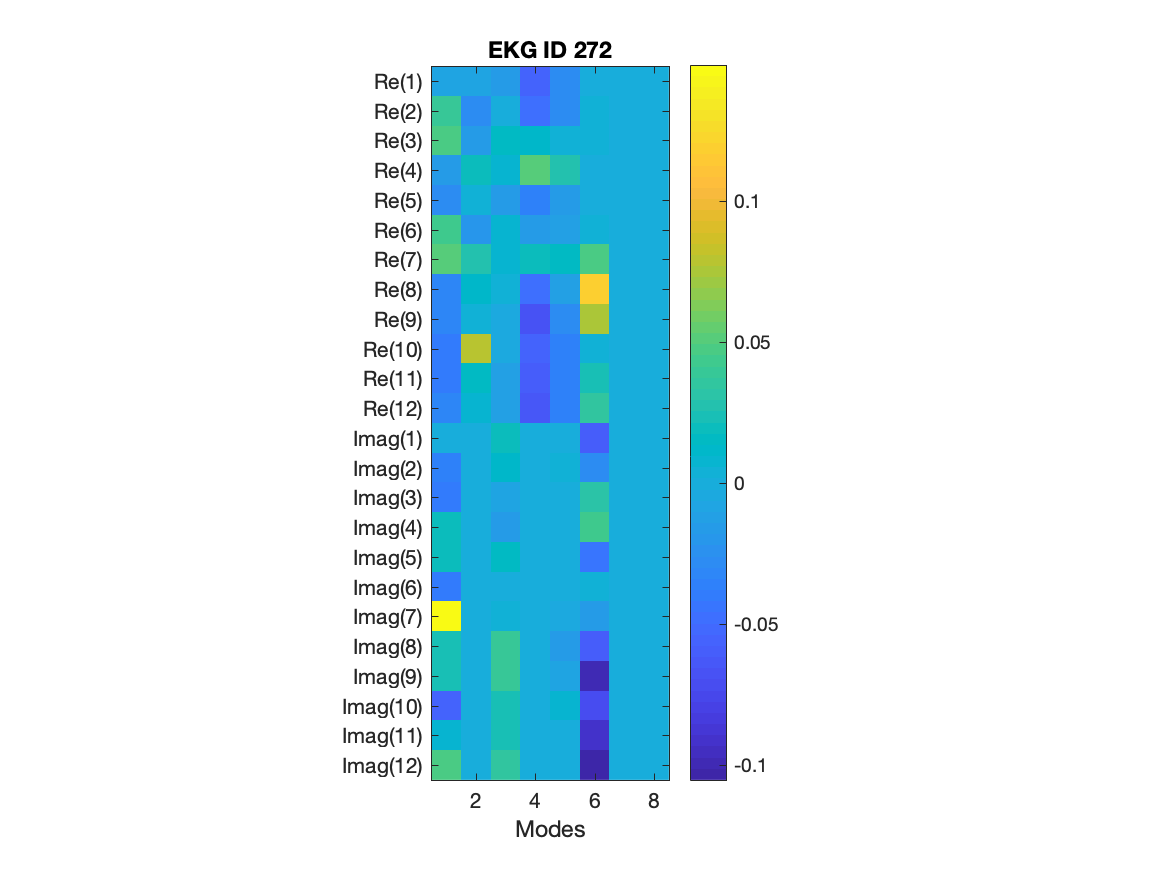 EKG ID 272
Re(1)
Re(2)
Re(3)
Re(4)
Re(5)
Re(6)
Re(7)
Re(8)
Re(9)
Re(10)
Re(11)
Re(12)
Imag(1)
Imag(2)
Imag(3)
Imag(4)
Imag(5)
Imag(6)
Imag(7)
Imag(8)
Imag(9)
Imag(10)
Imag(11)
Imag(12)
2 4 6 8
Modes
0.1
0.05
0
-0.05
-0.1